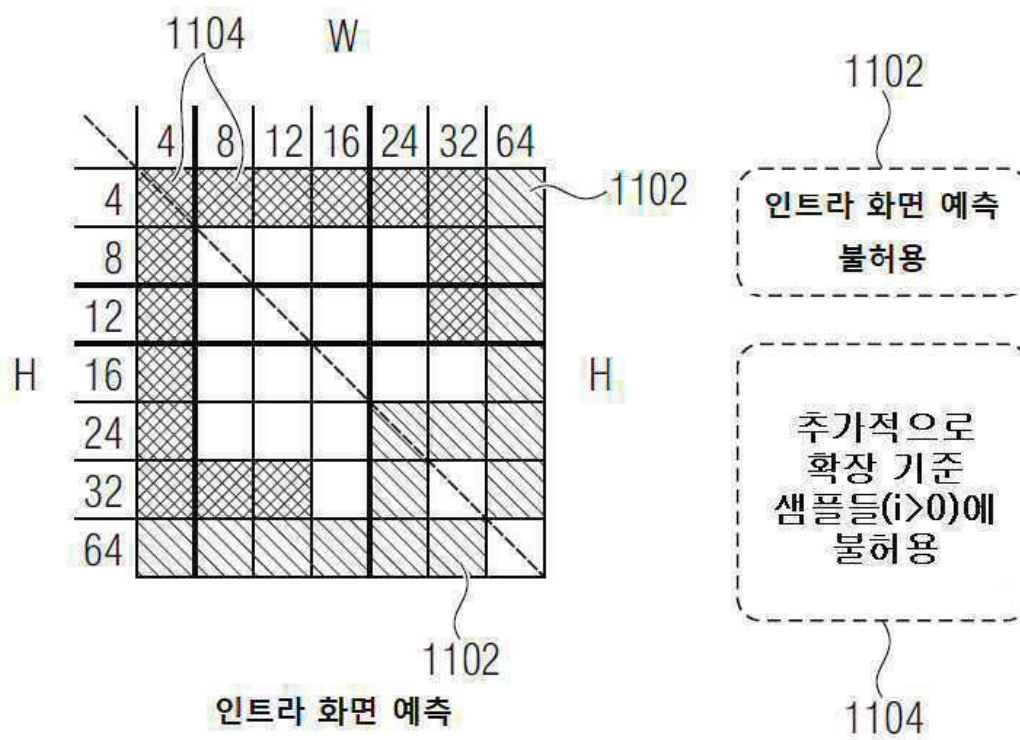 1104
W
1102
4 8 12 16 24 32 64
4
1102
인트라 화면 예측
불허용
8
12
H
16
H
24
추가적으로
확장 기준
샘플들(i>0)에
불허용
32
64
1102
인트라 화면 예측
1104